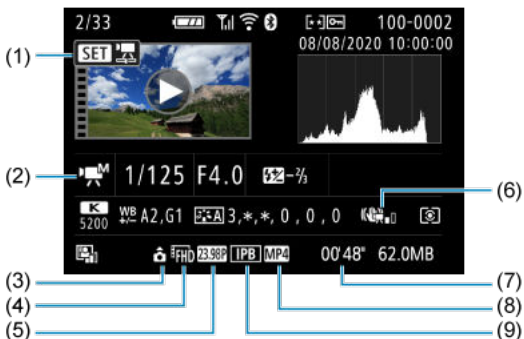 2/33 100-0002
08/08/2020 10:00:00
(1) SET
(2) M 1/125 F4.0 -2/3
(6)
K 5200 WB +/- A2,G1 A 3,*,*, 0 , 0 , 0
(3) FHD 23.98P IPB MP4 00'48" 62.0MB (7)
(4) (8)
(5) (9)